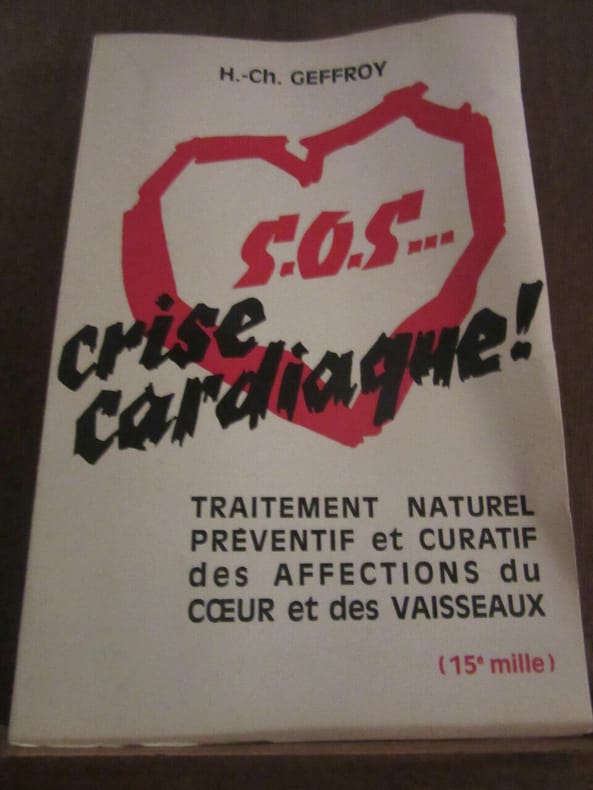 H.-Ch. GEFFROY
S.O.S...
crise
cardiaque!
TRAITEMENT NATUREL
PRÉVENTIF et CURATIF
des AFFECTIONS du
CŒUR et des VAISSEAUX
(15e mille)